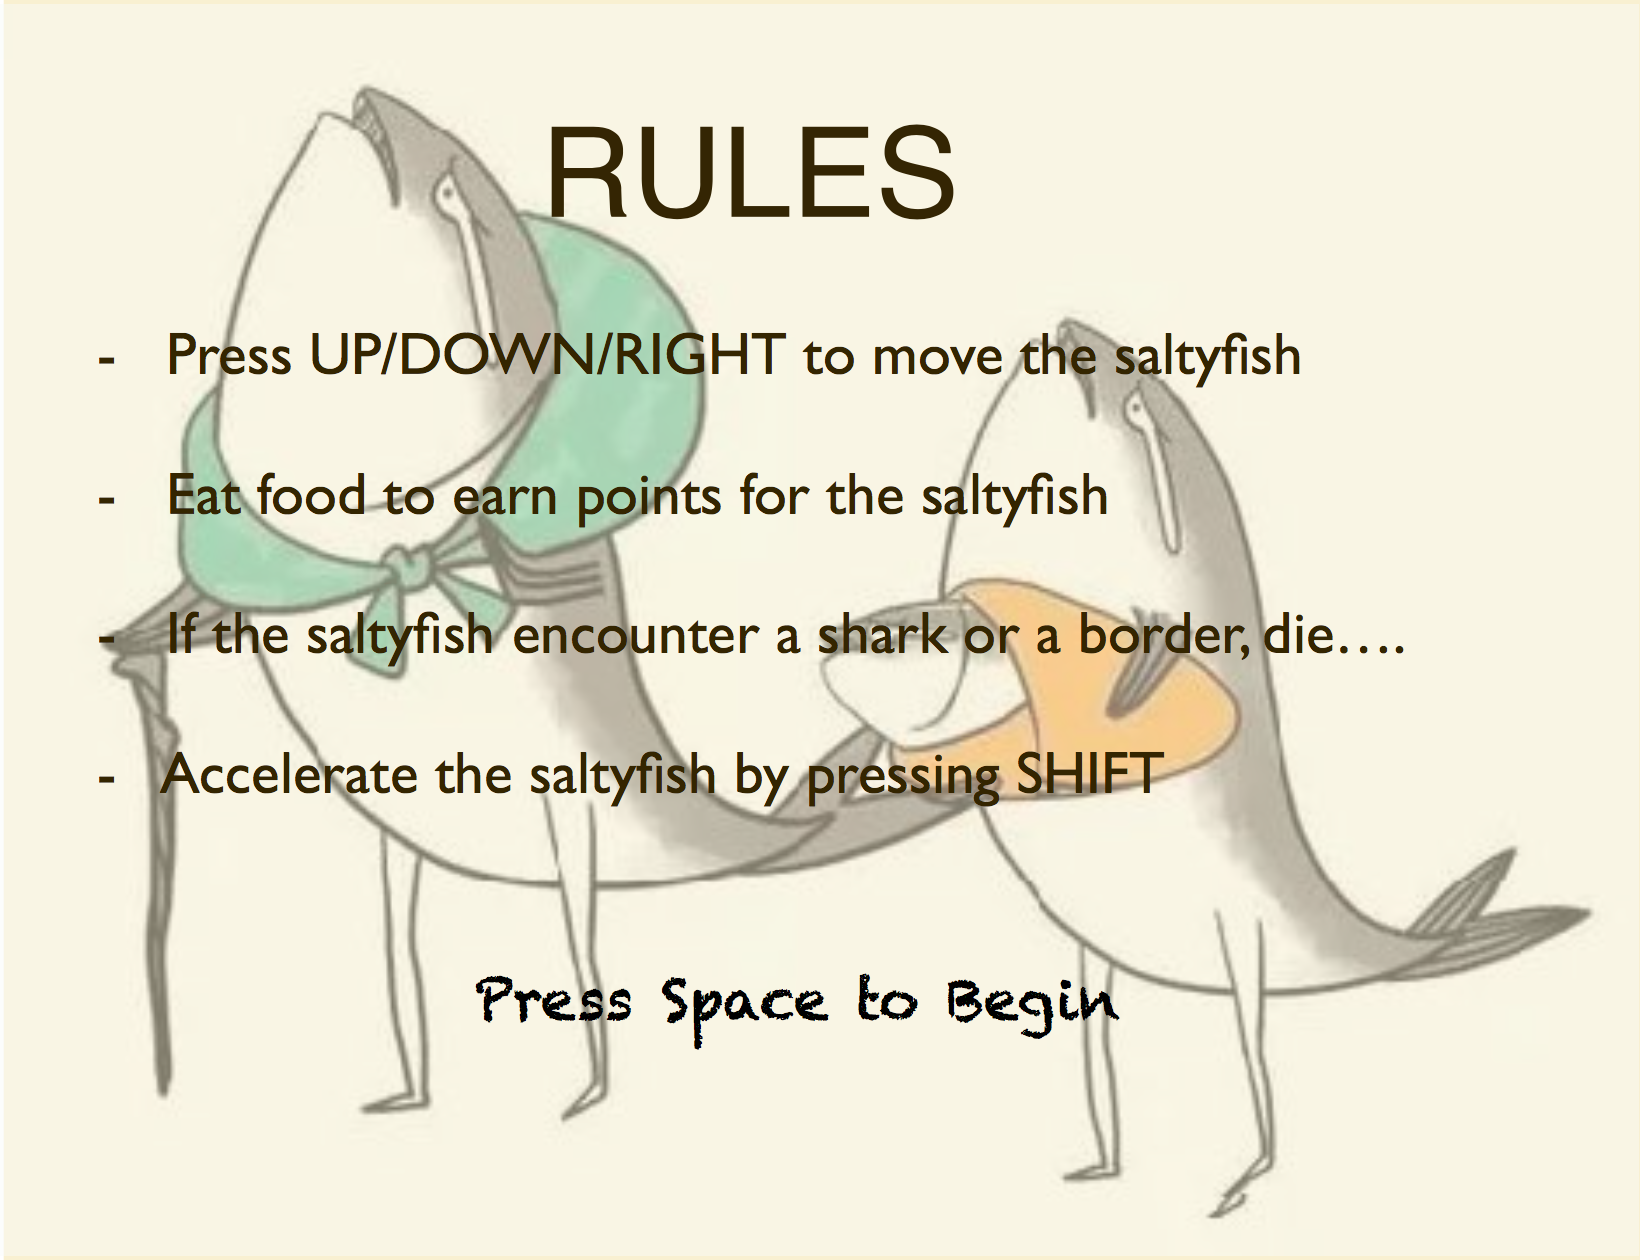 RULES
- Press UP/DOWN/RIGHT to move the saltyfish
- Eat food to earn points for the saltyfish
- If the saltyfish encounter a shark or a border, die….
- Accelerate the saltyfish by pressing SHIFT
Press Space to Begin